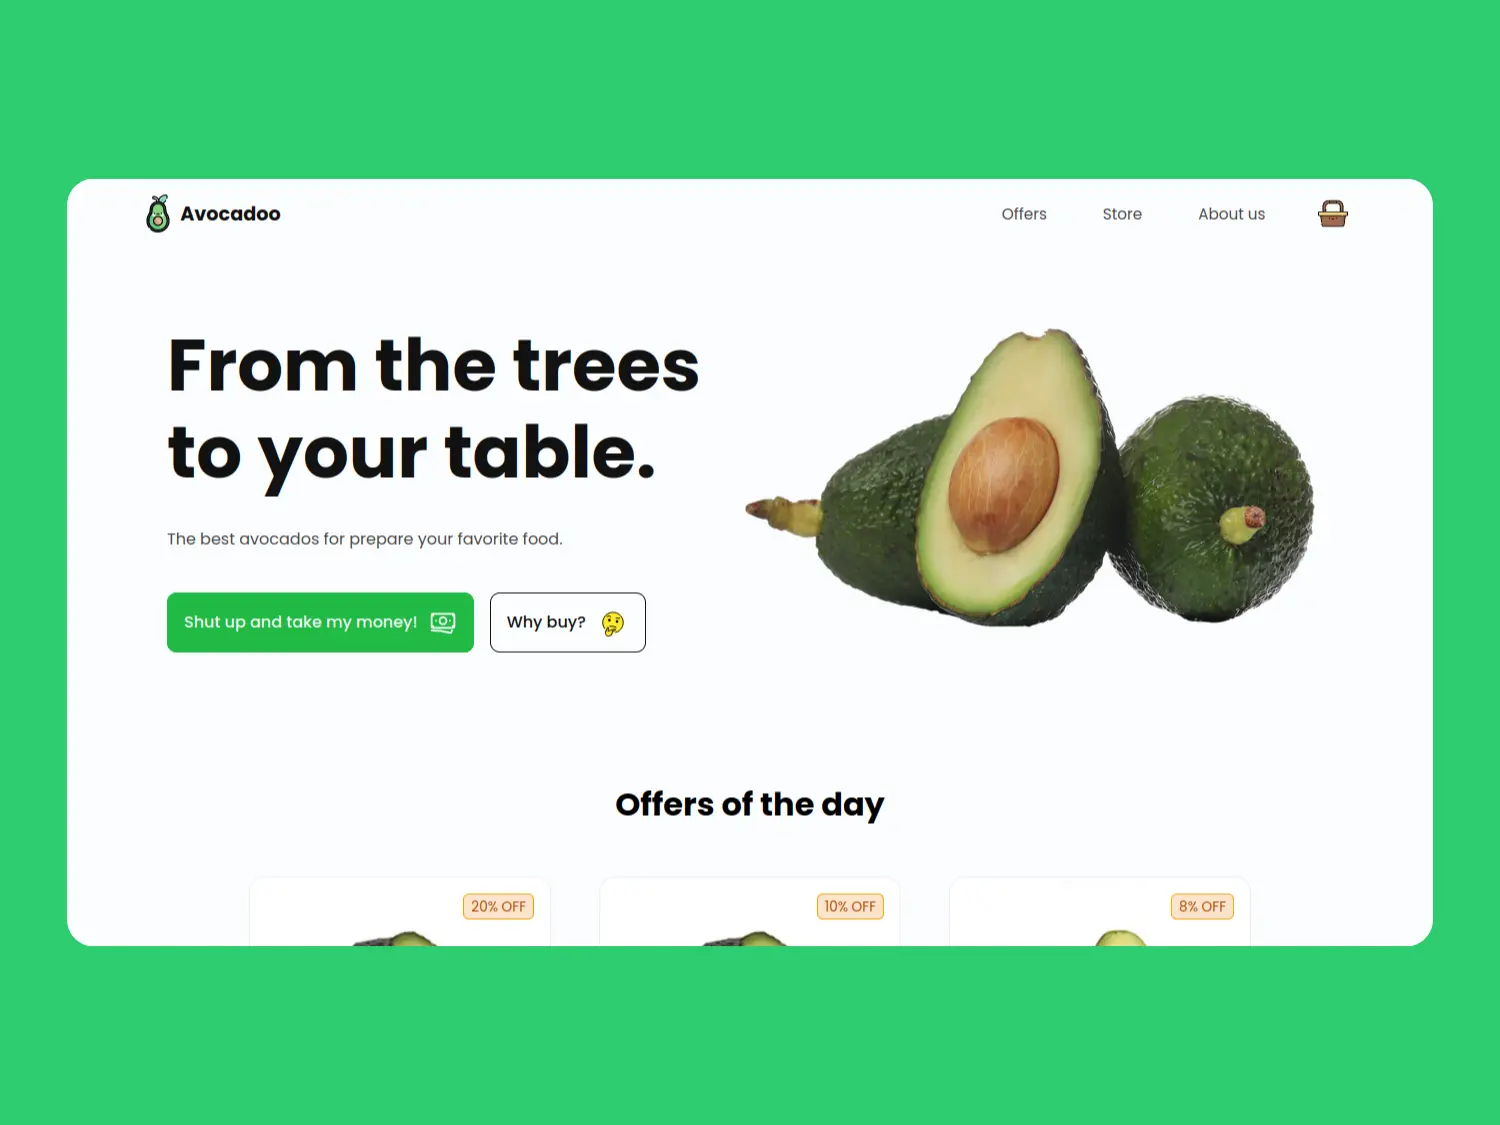 Avocadoo
Offers
Store
About us
From the trees
to your table.
The best avocados for prepare your favorite food.
Shut up and take my money!
Why buy?
Offers of the day
20% OFF
10% OFF
8% OFF